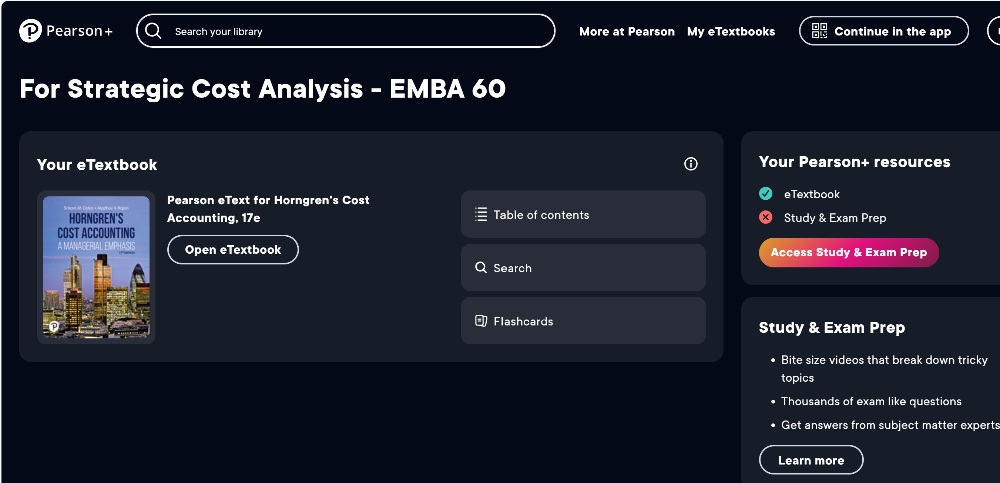 Pearson+
Search your library
More at Pearson
My eTextbooks
Continue in the app
For Strategic Cost Analysis - EMBA 60
Your eTextbook
Srikant M. Datar • Madhav V. Rajan
HORNGREN'S
COST ACCOUNTING
A MANAGERIAL EMPHASIS
17TH EDITION
Pearson eText for Horngren's Cost
Accounting, 17e
Open eTextbook
Table of contents
Search
Flashcards
Your Pearson+ resources
eTextbook
Study & Exam Prep
Access Study & Exam Prep
Study & Exam Prep
• Bite size videos that break down tricky
topics
• Thousands of exam like questions
• Get answers from subject matter experts
Learn more